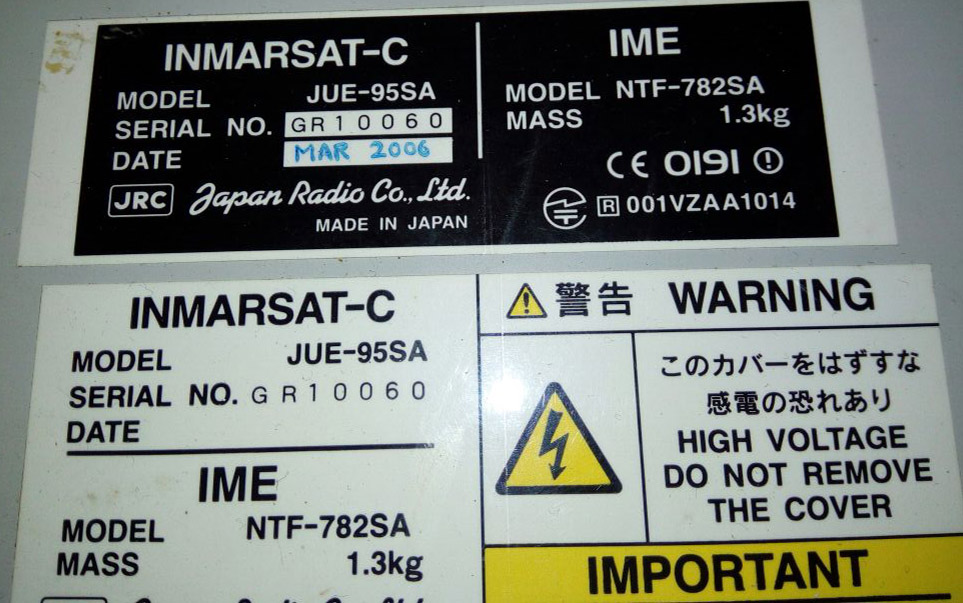 INMARSAT-C
MODEL JUE-95SA
SERIAL NO. GR10060
DATE MAR 2006
JRC Japan Radio Co., Ltd.
MADE IN JAPAN
IME
MODEL NTF-782SA
MASS 1.3kg
CE 0191
R 001VZAA1014
INMARSAT-C
MODEL JUE-95SA
SERIAL NO. GR10060
DATE
IME
MODEL NTF-782SA
MASS 1.3kg
警告 WARNING
このカバーをはずすな
感電の恐れあり
HIGH VOLTAGE
DO NOT REMOVE
THE COVER
IMPORTANT